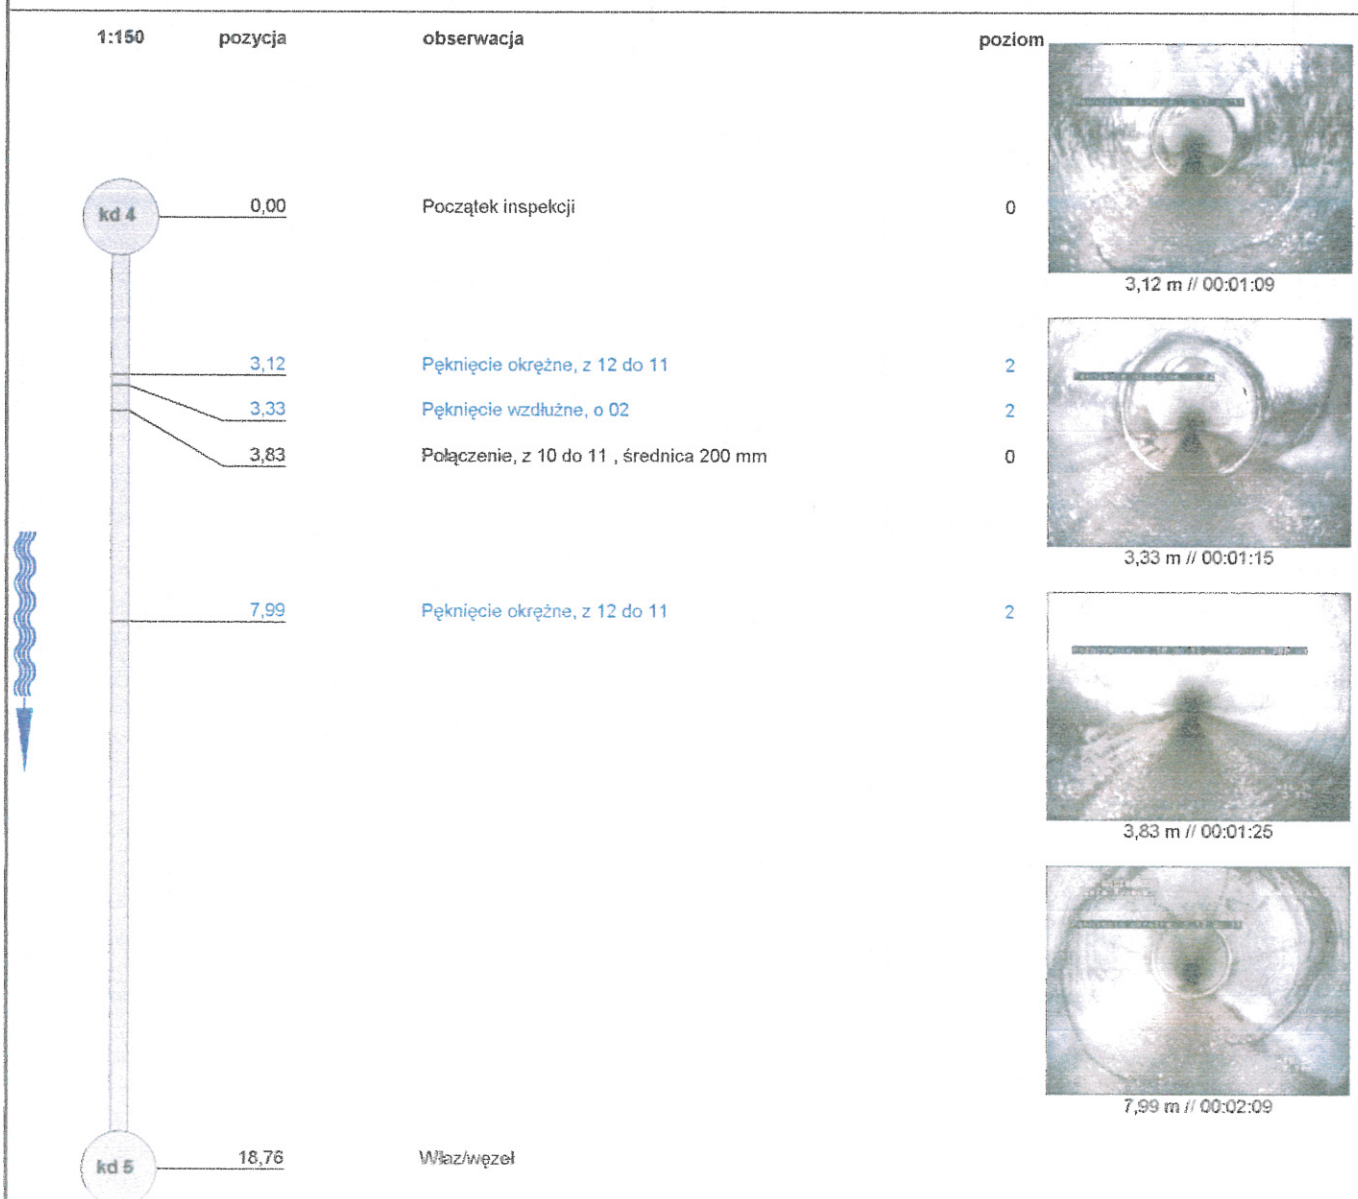 1:150 pozycja obserwacja poziom
kd 4 0,00 Początek inspekcji 0
3,12 m // 00:01:09
3,12 Pęknięcie okrężne, z 12 do 11 2
3,33 Pęknięcie wzdłużne, o 02 2
3,83 Połączenie, z 10 do 11 , średnica 200 mm 0
3,33 m // 00:01:15
7,99 Pęknięcie okrężne, z 12 do 11 2
3,83 m // 00:01:25
7,99 m // 00:02:09
kd 5 18,76 Właz/węzeł